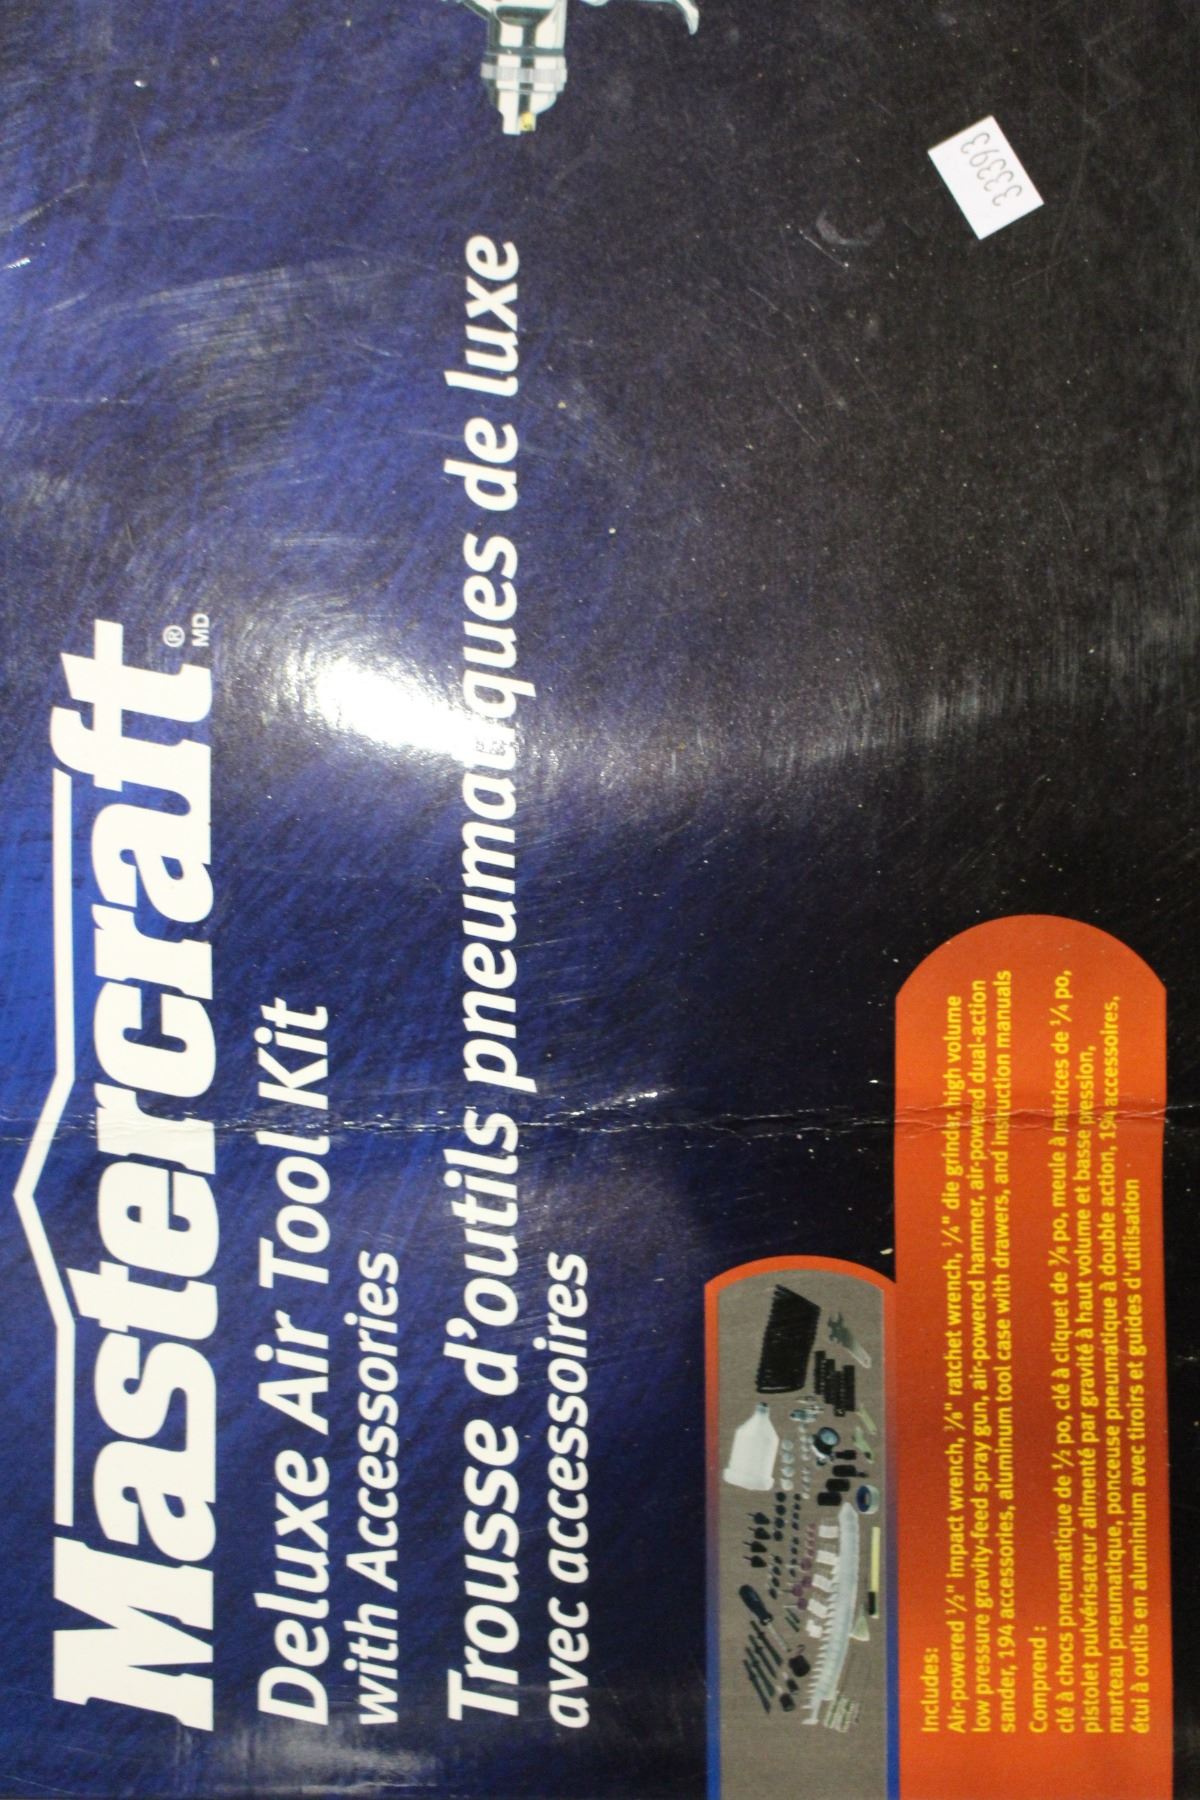 Mastercraft®
MD
Deluxe Air Tool Kit
with Accessories
Trousse d'outils pneumatiques de luxe
avec accessoires
Includes:
Air-powered ½" impact wrench, ⅜" ratchet wrench, ¼" die grinder, high volume
low pressure gravity-feed spray gun, air-powered hammer, air-powered dual-action
sander, 194 accessories, aluminum tool case with drawers, and instruction manuals
Comprend :
clé à chocs pneumatique de ½ po, clé à cliquet de ⅜ po, meule à matrices de ¼ po,
pistolet pulvérisateur alimenté par gravité à haut volume et basse pression,
marteau pneumatique, ponceuse pneumatique à double action, 194 accessoires,
étui à outils en aluminium avec tiroirs et guides d'utilisation
33393